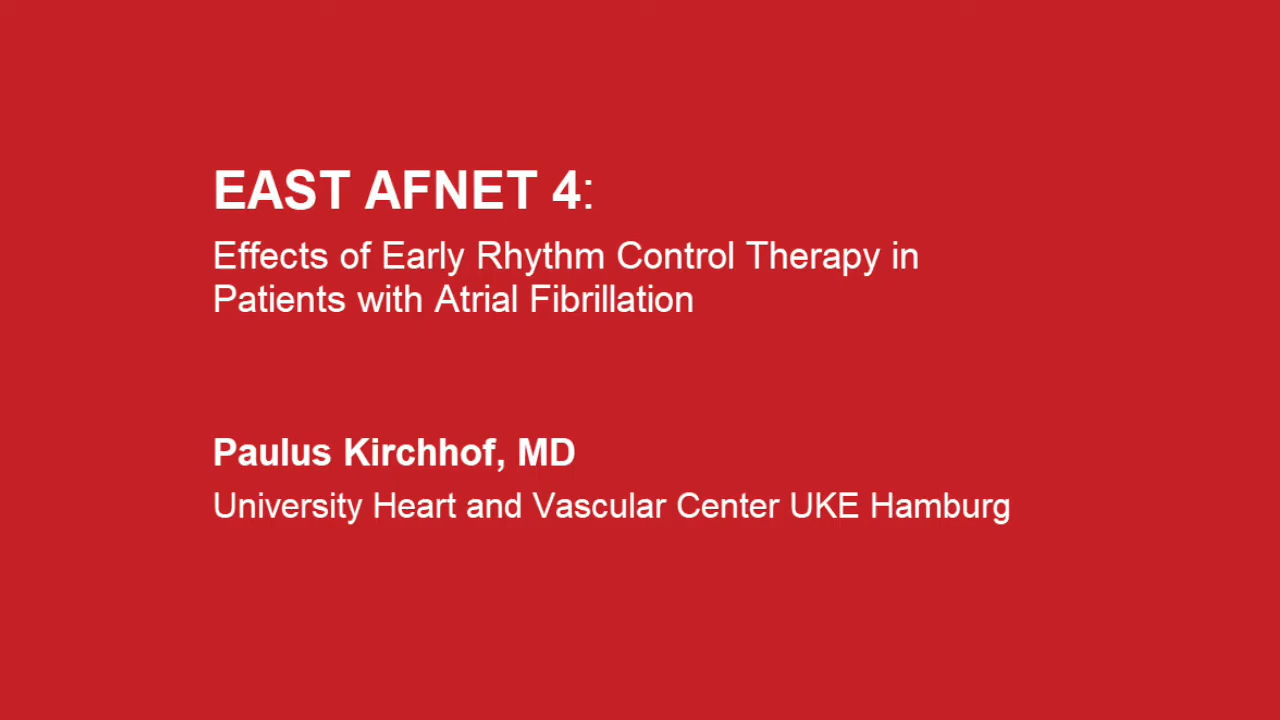 EAST AFNET 4:
Effects of Early Rhythm Control Therapy in
Patients with Atrial Fibrillation
Paulus Kirchhof, MD
University Heart and Vascular Center UKE Hamburg